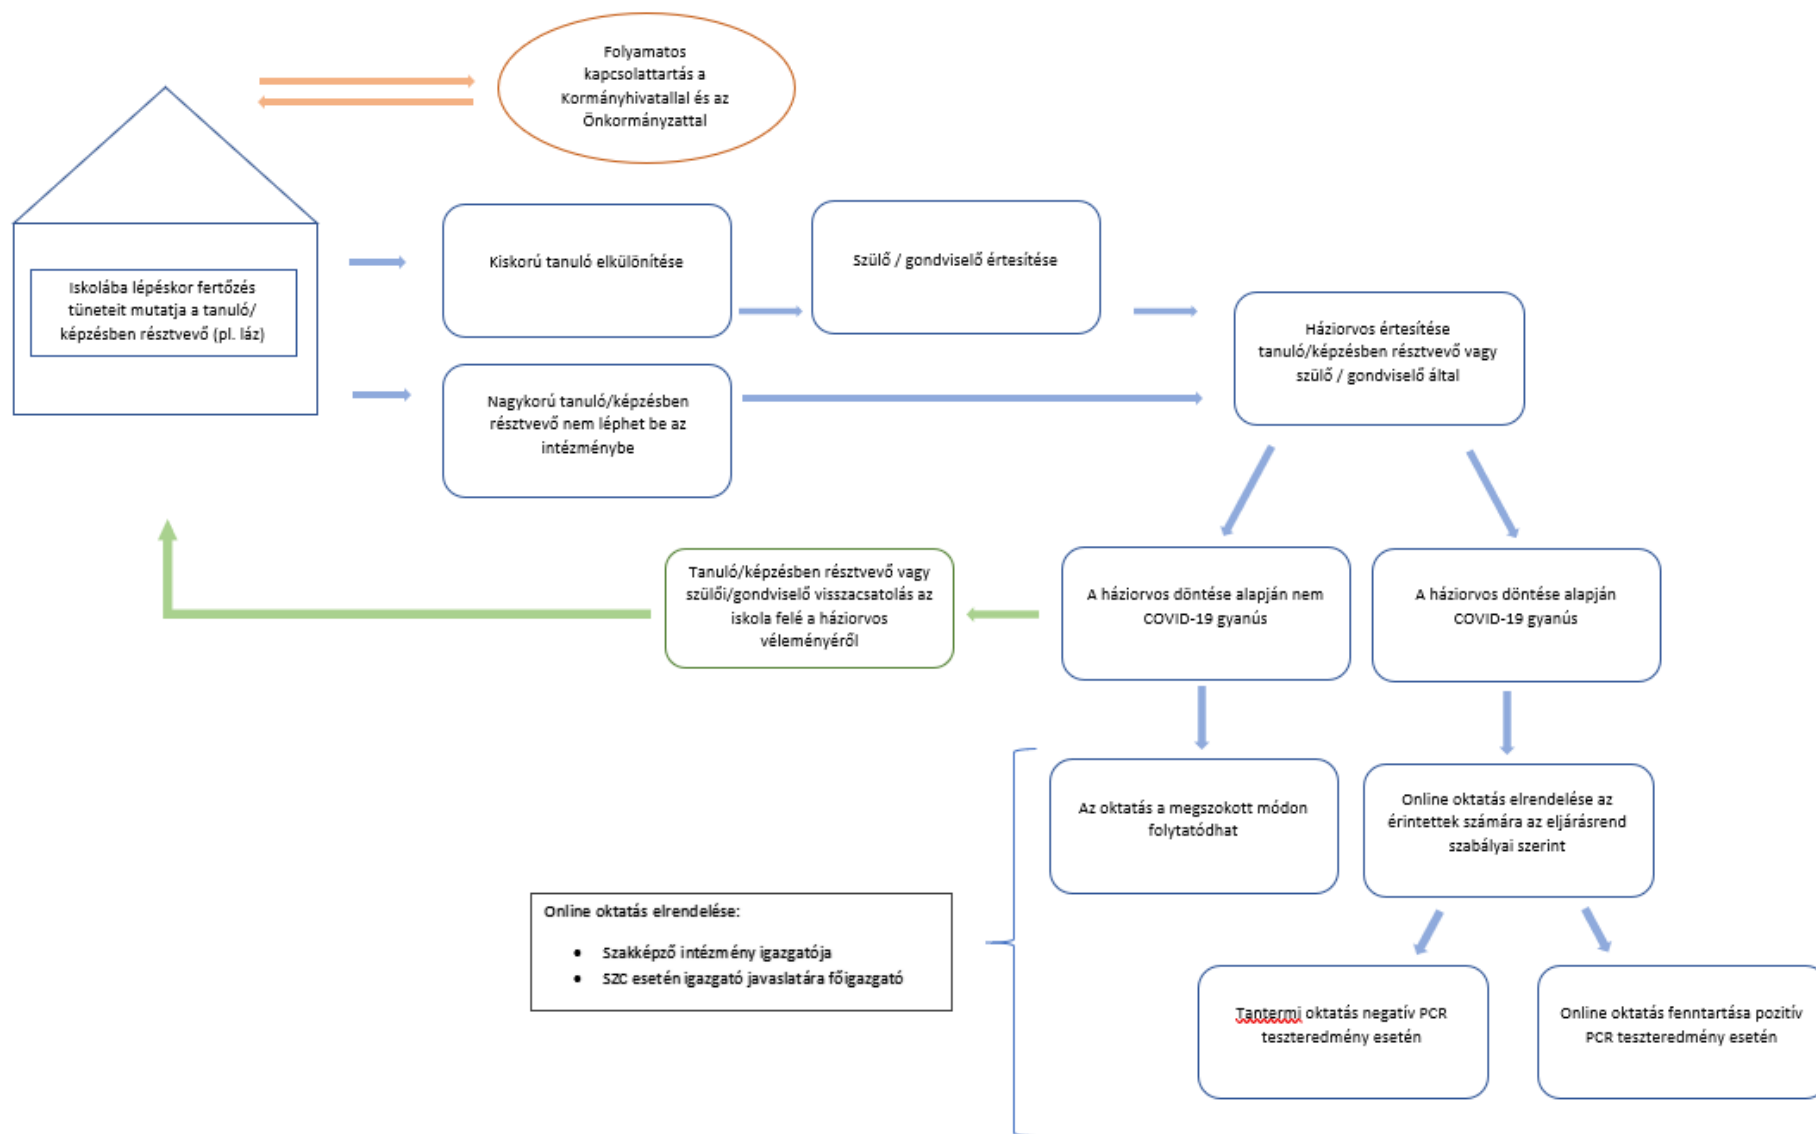 Folyamatos
kapcsolattartás a
Kormányhivatallal és az
Önkormányzattal
Iskolába lépéskor fertőzés
tüneteit mutatja a tanuló/
képzésben résztvevő (pl. láz)
Kiskorú tanuló elkülönítése
Szülő / gondviselő értesítése
Nagykorú tanuló/képzésben
résztvevő nem léphet be az
intézménybe
Háziorvos értesítése
tanuló/képzésben résztvevő vagy
szülő / gondviselő által
Tanuló/képzésben résztvevő vagy
szülői/gondviselő visszacsatolás az
iskola felé a háziorvos
véleményéről
A háziorvos döntése alapján nem
COVID-19 gyanús
A háziorvos döntése alapján
COVID-19 gyanús
Az oktatás a megszokott módon
folytatódhat
Online oktatás elrendelése az
érintettek számára az eljárásrend
szabályai szerint
Online oktatás elrendelése:
• Szakképző intézmény igazgatója
• SZC esetén igazgató javaslatára főigazgató
Tantermi oktatás negatív PCR
teszteredmény esetén
Online oktatás fenntartása pozitív
PCR teszteredmény esetén